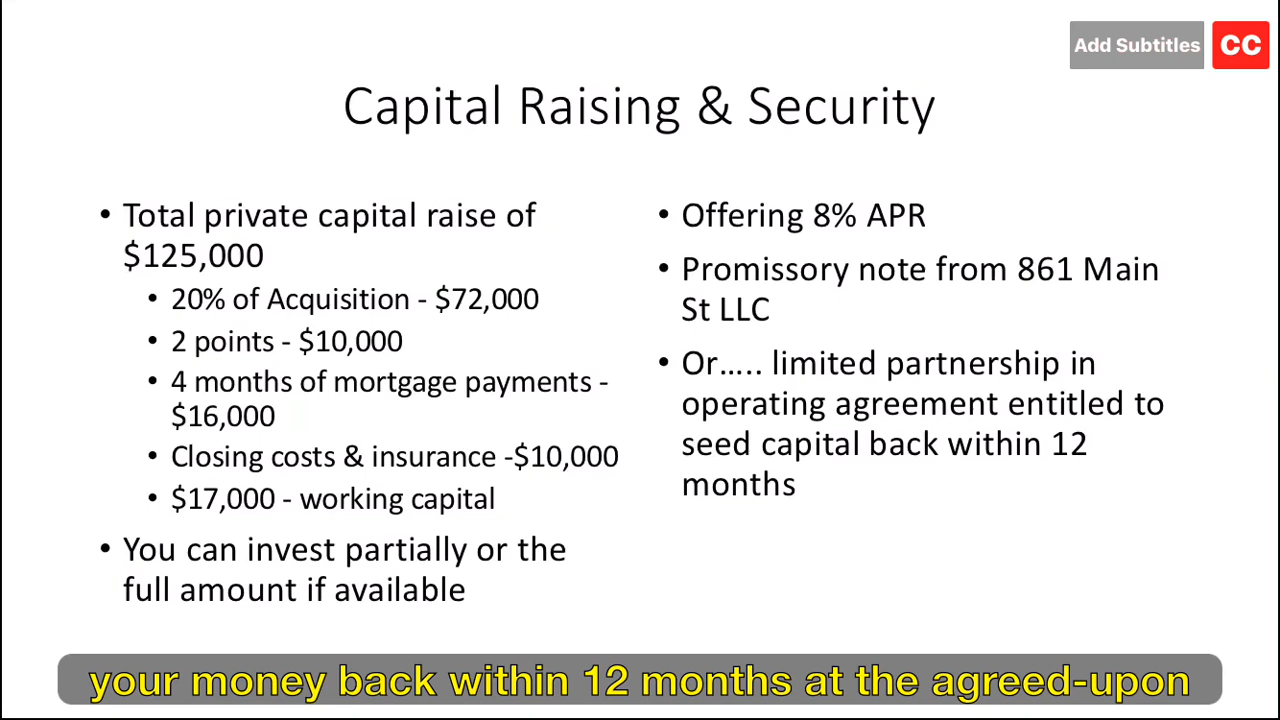 Add Subtitles CC
Capital Raising & Security
• Total private capital raise of
$125,000
• 20% of Acquisition - $72,000
• 2 points - $10,000
• 4 months of mortgage payments -
$16,000
• Closing costs & insurance -$10,000
• $17,000 - working capital
• You can invest partially or the
full amount if available
• Offering 8% APR
• Promissory note from 861 Main
St LLC
• Or..... limited partnership in
operating agreement entitled to
seed capital back within 12
months
your money back within 12 months at the agreed-upon